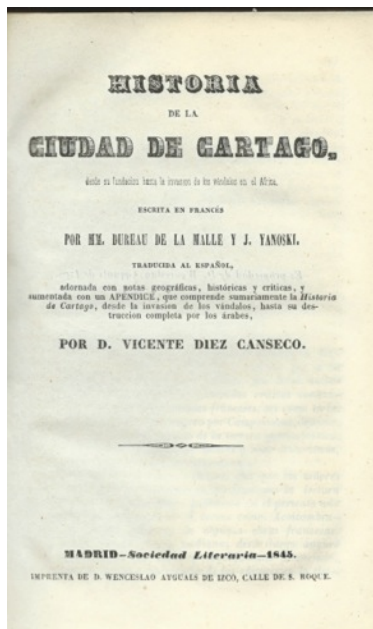 HISTORIA
DE LA
CIUDAD DE CARTAGO,
desde su fundacion hasta la invasion de los vándalos en el Africa.
ESCRITA EN FRANCÉS
POR MM. BUREAU DE LA MALLE Y J. YANOSKI.
TRADUCIDA AL ESPAÑOL,
adornada con notas geográficas, históricas y criticas, y
aumentada con un APENDICE, que comprende sumariamente la Historia
de Cartago, desde la invasion de los vándalos, hasta su des-
truccion completa por los árabes,
POR D. VICENTE DIEZ CANSECO.
MADRID—Sociedad Literaria—1845.
IMPRENTA DE D. WENCESLAO AYGUALS DE IZCO, CALLE DE S. ROQUE.